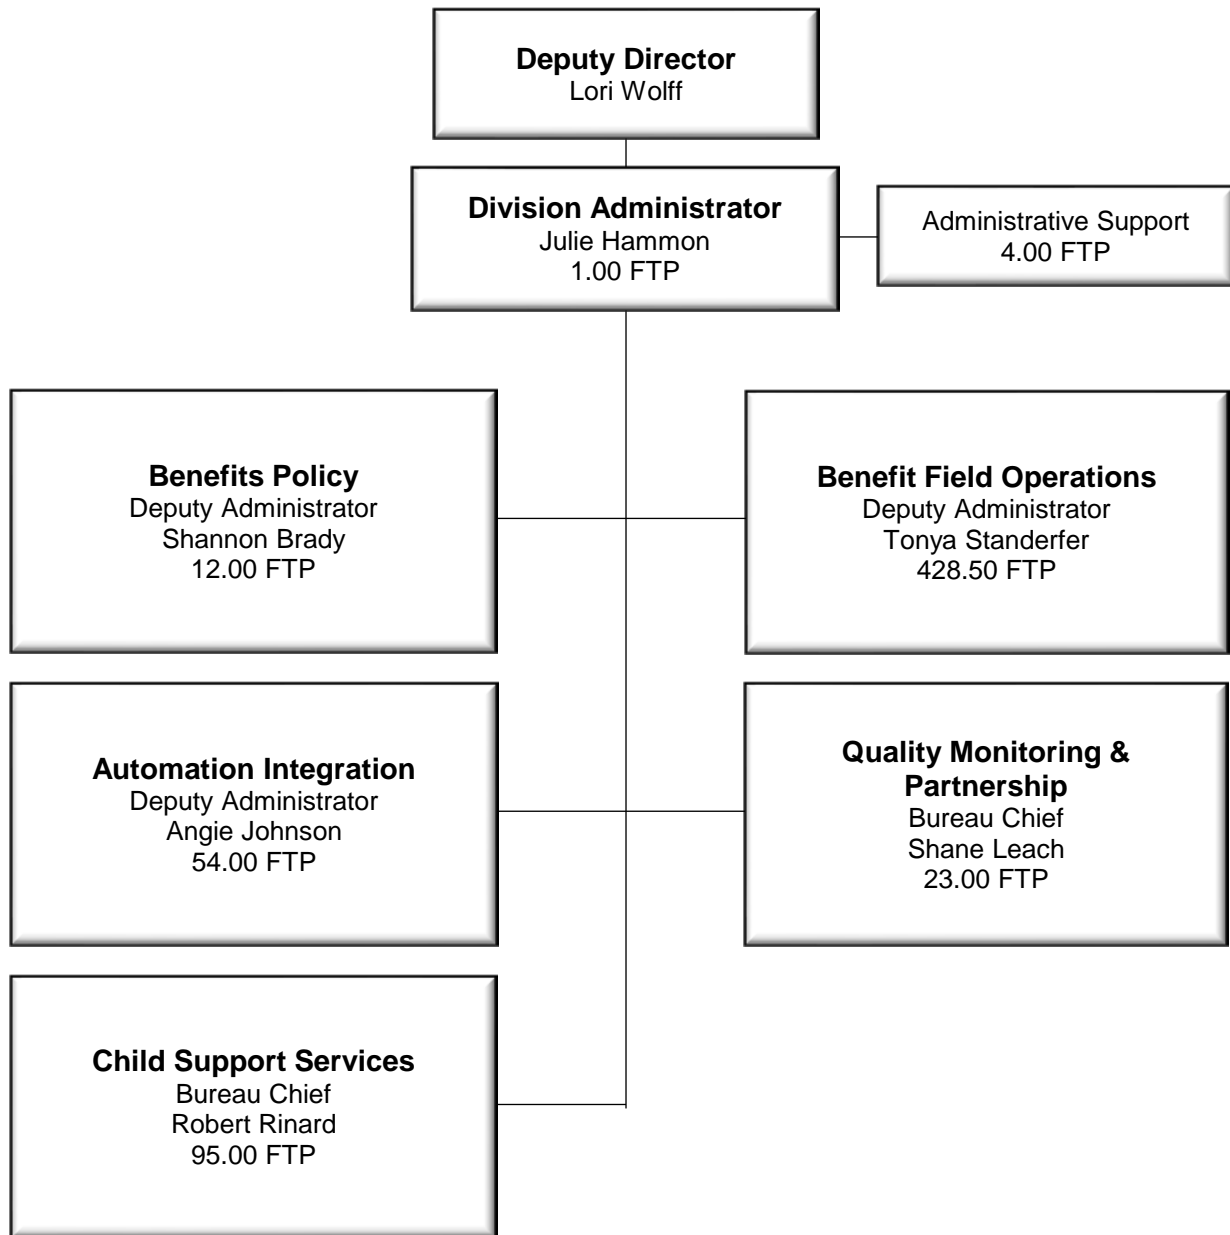 Deputy Director
Lori Wolff
Division Administrator
Julie Hammon
1.00 FTP
Administrative Support
4.00 FTP
Benefits Policy
Deputy Administrator
Shannon Brady
12.00 FTP
Benefit Field Operations
Deputy Administrator
Tonya Standerfer
428.50 FTP
Automation Integration
Deputy Administrator
Angie Johnson
54.00 FTP
Quality Monitoring &
Partnership
Bureau Chief
Shane Leach
23.00 FTP
Child Support Services
Bureau Chief
Robert Rinard
95.00 FTP